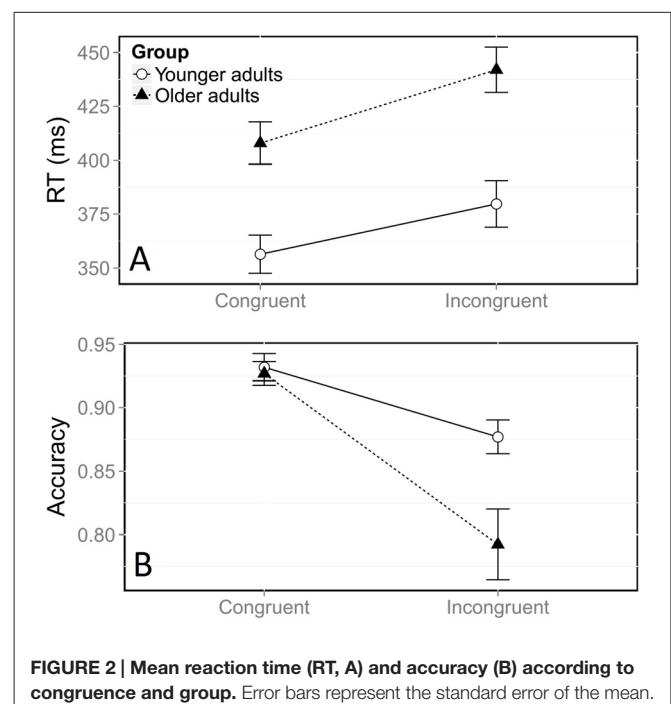 450
425
400
375
350
RT (ms)
Group
Younger adults
Older adults
A
Congruent Incongruent
0.95
0.90
0.85
0.80
Accuracy
B
Congruent Incongruent
FIGURE 2 | Mean reaction time (RT, A) and accuracy (B) according to
congruence and group. Error bars represent the standard error of the mean.